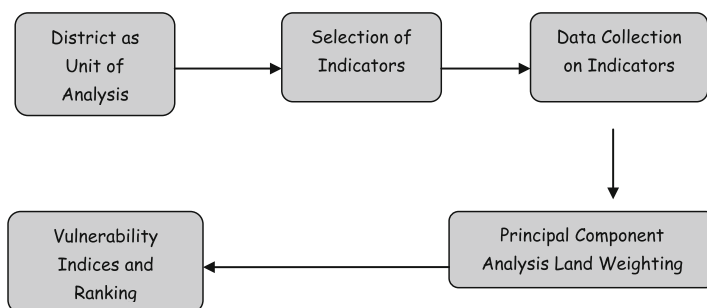 District as
Unit of
Analysis
Selection of
Indicators
Data Collection
on Indicators
Principal Component
Analysis Land Weighting
Vulnerability
Indices and
Ranking